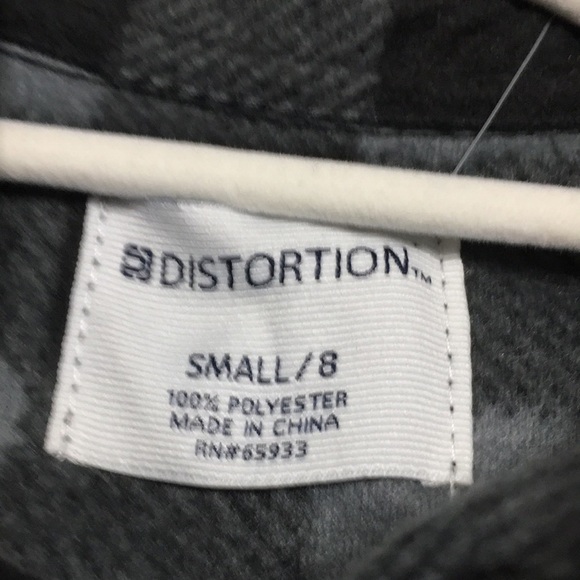 DISTORTION™
SMALL/8
100% POLYESTER
MADE IN CHINA
RN#65933